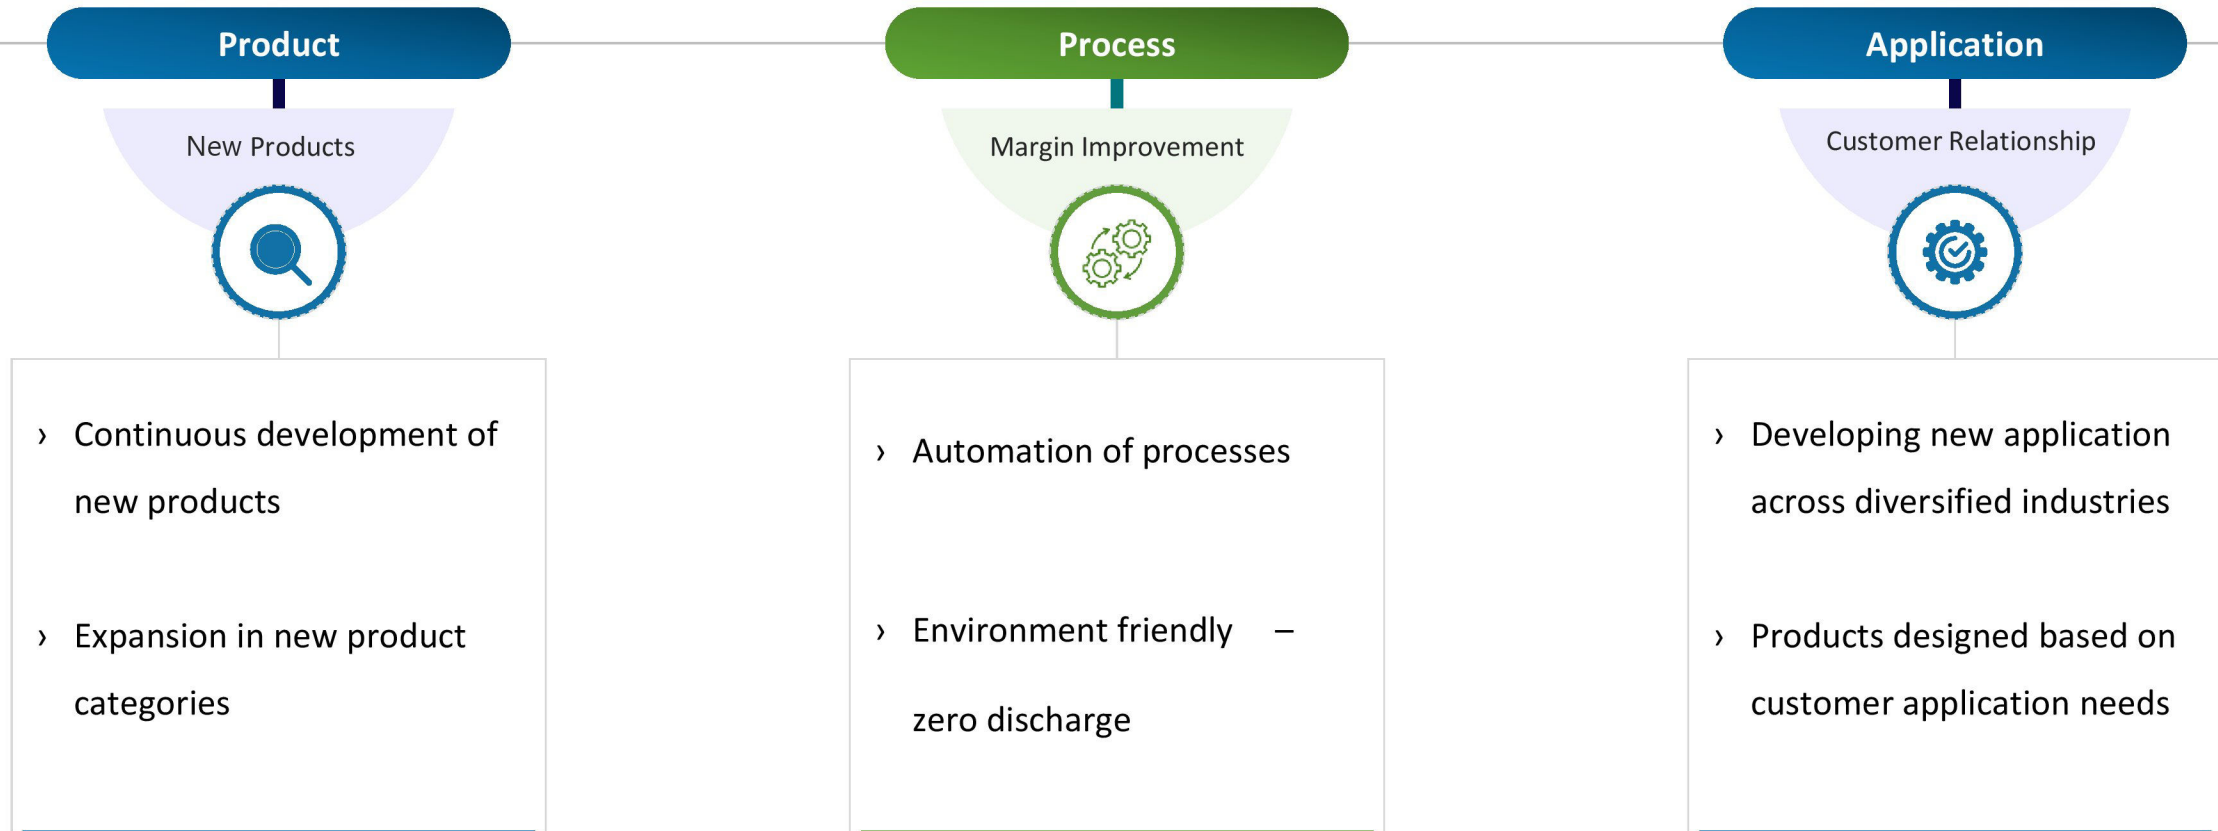 Product
New Products
› Continuous development of
new products
› Expansion in new product
categories
Process
Margin Improvement
› Automation of processes
› Environment friendly –
zero discharge
Application
Customer Relationship
› Developing new application
across diversified industries
› Products designed based on
customer application needs